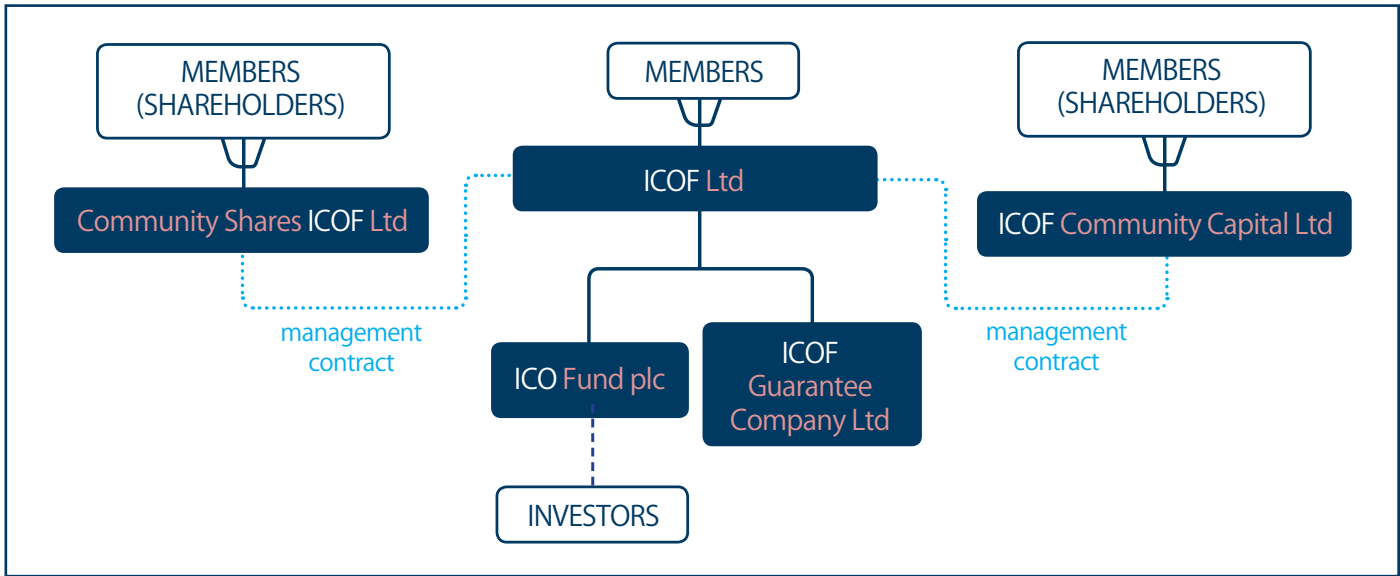 MEMBERS
(SHAREHOLDERS)
MEMBERS
MEMBERS
(SHAREHOLDERS)
Community Shares ICOF Ltd
ICOF Ltd
ICOF Community Capital Ltd
management
contract
management
contract
ICO Fund plc
ICOF
Guarantee
Company Ltd
INVESTORS